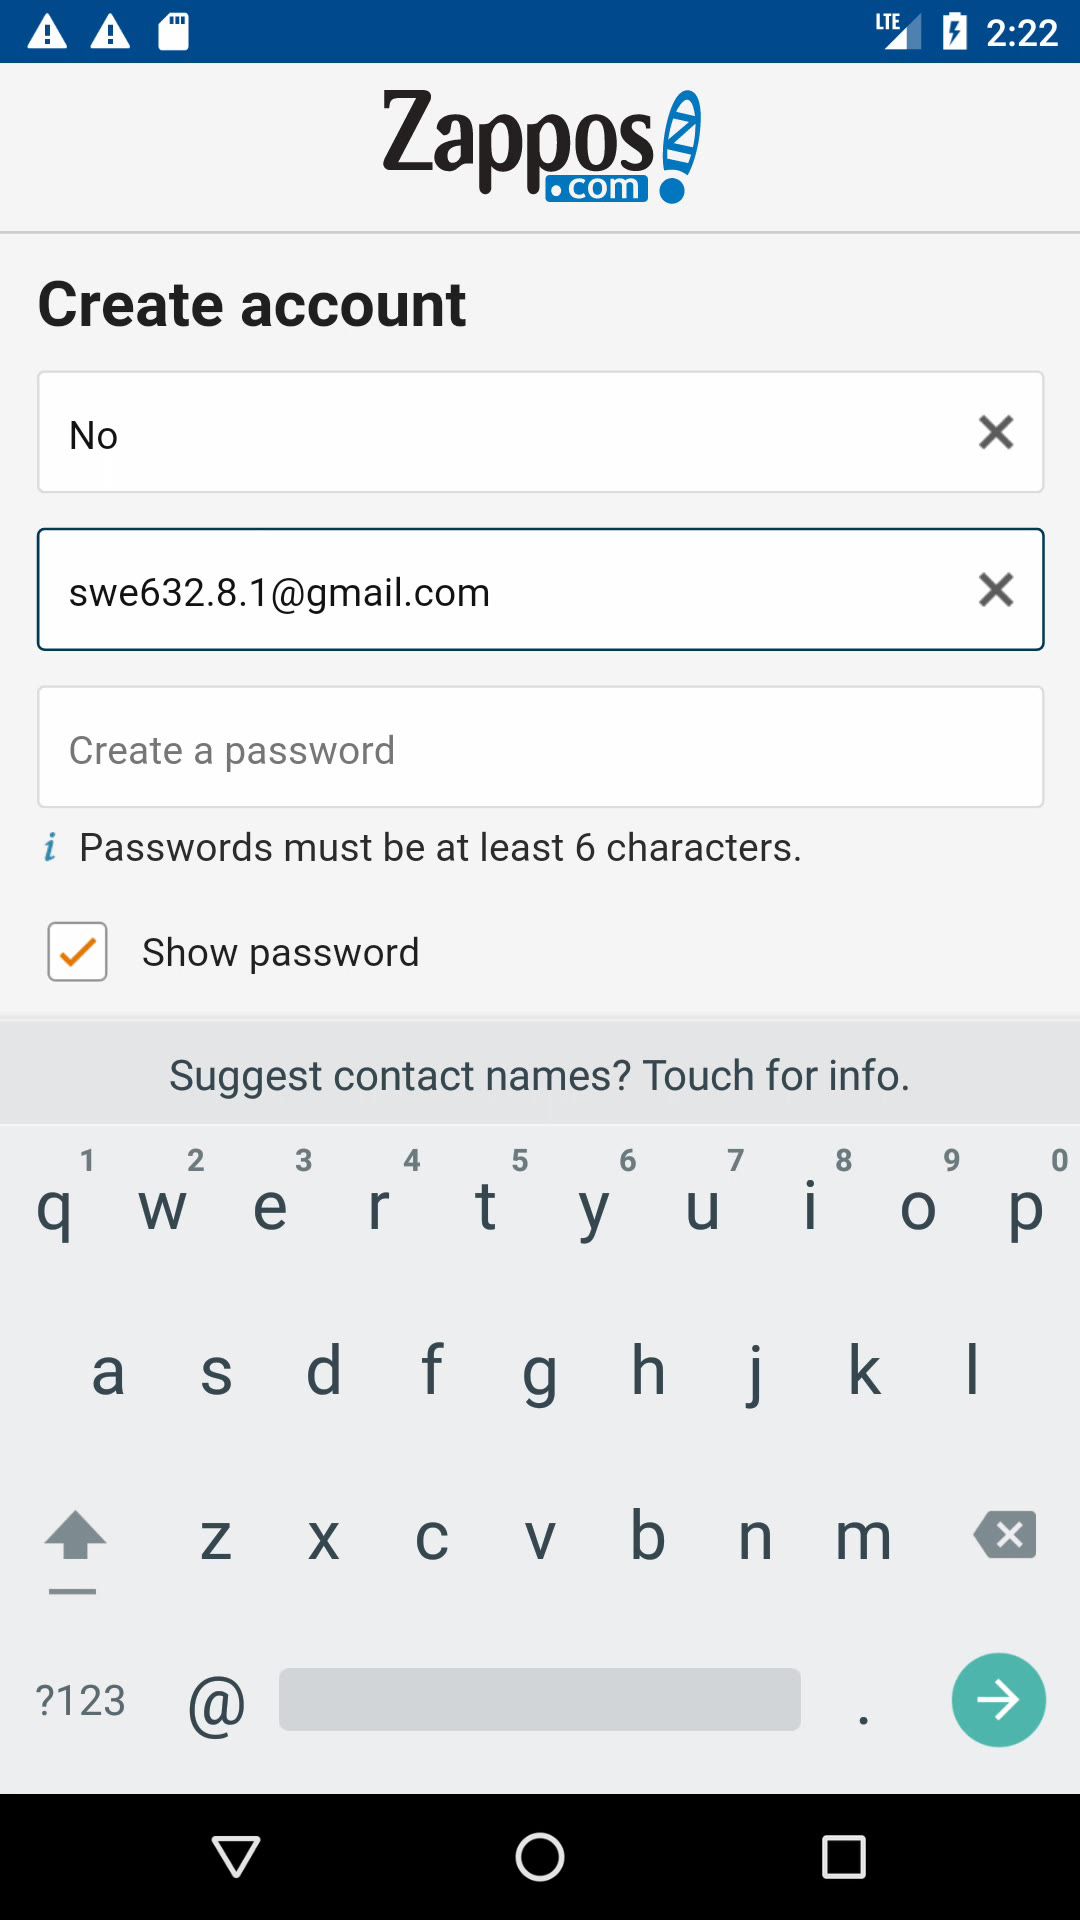 LTE 2:22
Zappos
.com
Create account
No
swe632.8.1@gmail.com
Create a password
i Passwords must be at least 6 characters.
Show password
Suggest contact names? Touch for info.
1 2 3 4 5 6 7 8 9 0
q w e r t y u i o p
a s d f g h j k l
z x c v b n m
?123 @ .